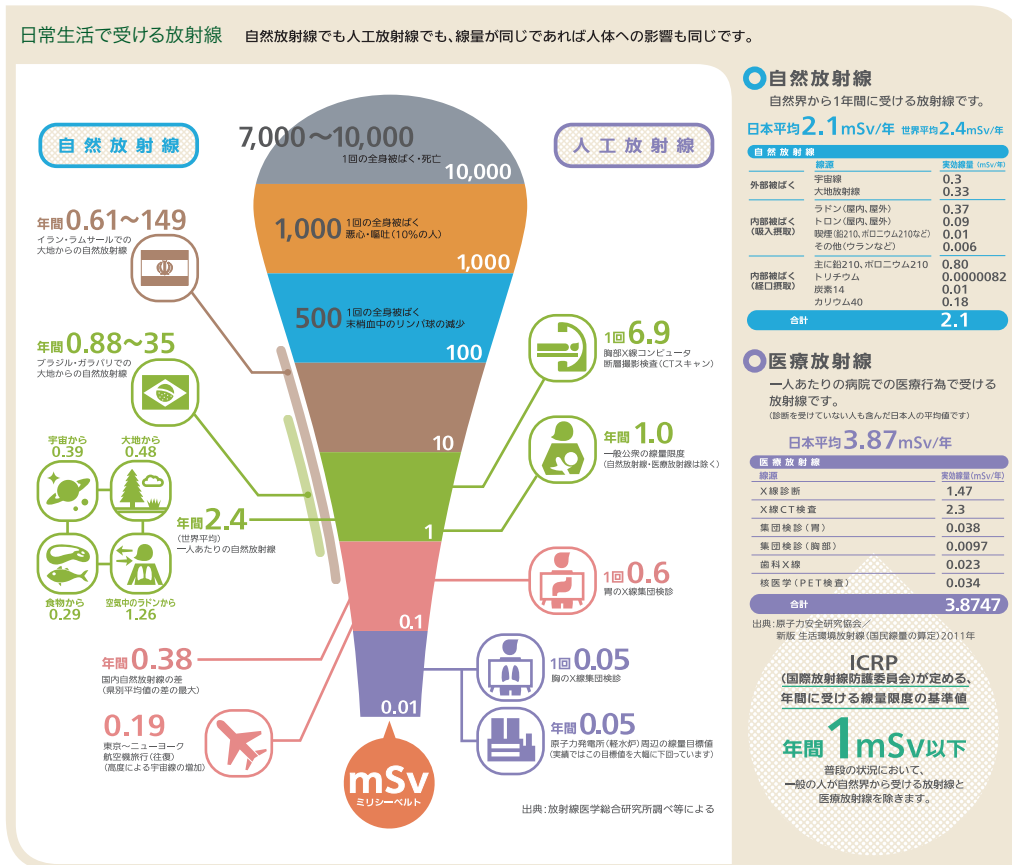 日常生活で受ける放射線 自然放射線でも人工放射線でも、線量が同じであれば人体への影響も同じです。
自然放射線
人工放射線
7,000〜10,000
1回の全身被ばく・死亡
10,000
1,000 1回の全身被ばく
悪心・嘔吐(10%の人)
1,000
500 1回の全身被ばく
末梢血中のリンパ球の減少
100
10
1
0.1
0.01
mSv
ミリシーベルト
年間0.61〜149
イラン・ラムサールでの
大地からの自然放射線
年間0.88〜35
ブラジル・ガラパリでの
大地からの自然放射線
宇宙から
0.39
大地から
0.48
食物から
0.29
空気中のラドンから
1.26
年間2.4
(世界平均)
一人あたりの自然放射線
年間0.38
国内自然放射線の差
(県別平均値の差の最大)
0.19
東京〜ニューヨーク
航空機旅行(往復)
(高度による宇宙線の増加)
1回6.9
胸部X線コンピュータ
断層撮影検査(CTスキャン)
年間1.0
一般公衆の線量限度
(自然放射線・医療放射線は除く)
1回0.6
胃のX線集団検診
1回0.05
胸のX線集団検診
年間0.05
原子力発電所(軽水炉)周辺の線量目標値
(実績ではこの目標値を大幅に下回っています)
出典:放射線医学総合研究所調べ等による
自然放射線
自然界から1年間に受ける放射線です。
日本平均2.1mSv/年 世界平均2.4mSv/年
自然放射線
線源 実効線量(mSv/年)
外部被ばく
宇宙線 0.3
大地放射線 0.33
内部被ばく
(吸入摂取)
ラドン(屋内、屋外) 0.37
トロン(屋内、屋外) 0.09
喫煙(鉛210、ポロニウム210など) 0.01
その他(ウランなど) 0.006
内部被ばく
(経口摂取)
主に鉛210、ポロニウム210 0.80
トリチウム 0.0000082
炭素14 0.01
カリウム40 0.18
合計 2.1
医療放射線
一人あたりの病院での医療行為で受ける
放射線です。
(診断を受けていない人も含んだ日本人の平均値です)
日本平均3.87mSv/年
医療放射線
線源 実効線量(mSv/年)
X線診断 1.47
X線CT検査 2.3
集団検診(胃) 0.038
集団検診(胸部) 0.0097
歯科X線 0.023
核医学(PET検査) 0.034
合計 3.8747
出典:原子力安全研究協会/
新版 生活環境放射線(国民線量の算定)2011年
ICRP
(国際放射線防護委員会)が定める、
年間に受ける線量限度の基準値
年間1mSv以下
普段の状況において、
一般の人が自然界から受ける放射線と
医療放射線を除きます。